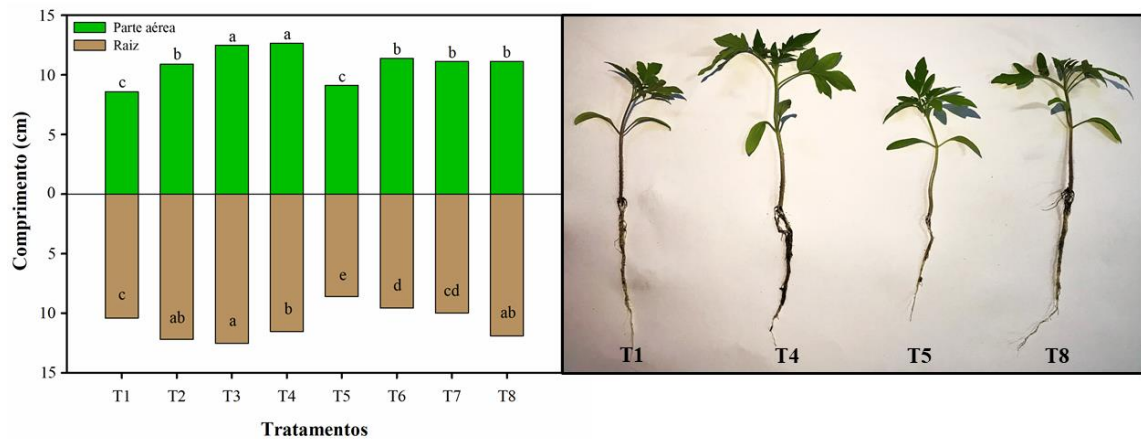 15
10
5
0
5
10
15
Comprimento (cm)
Parte aérea
Raiz
c
b
a
a
c
b
b
b
c
ab
a
b
e
d
cd
ab
T1
T2
T3
T4
T5
T6
T7
T8
Tratamentos
T1
T4
T5
T8